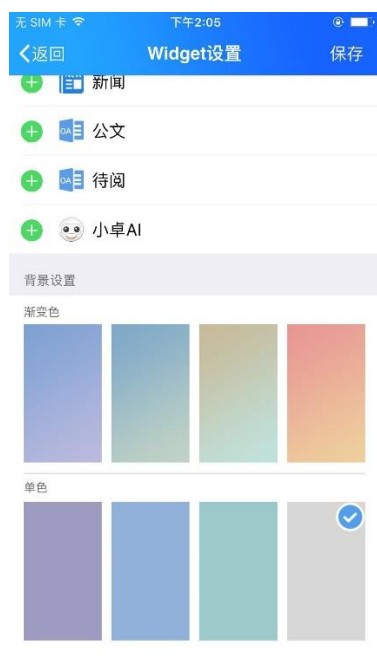 无 SIM 卡 下午2:05
返回 Widget设置 保存
新闻
OA 公文
OA 待阅
小卓AI
背景设置
渐变色
单色